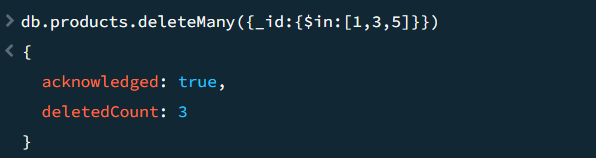 > db.products.deleteMany({_id:{$in:[1,3,5]}})
< {
acknowledged: true,
deletedCount: 3
}